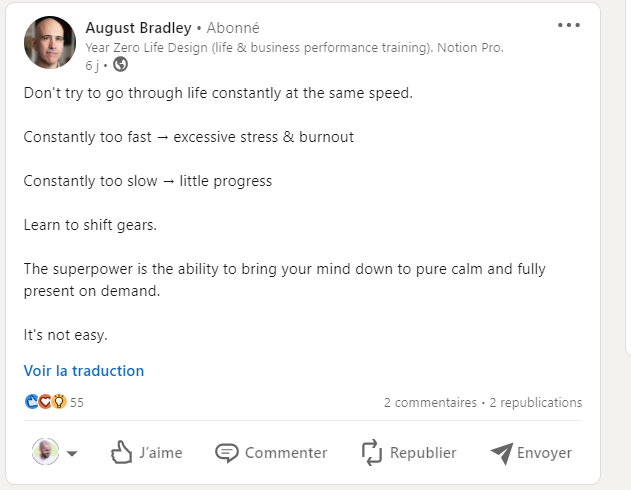 August Bradley • Abonné
Year Zero Life Design (life & business performance training). Notion Pro.
6 j •
Don't try to go through life constantly at the same speed.
Constantly too fast → excessive stress & burnout
Constantly too slow → little progress
Learn to shift gears.
The superpower is the ability to bring your mind down to pure calm and fully
present on demand.
It's not easy.
Voir la traduction
55
2 commentaires • 2 republications
J'aime
Commenter
Republier
Envoyer